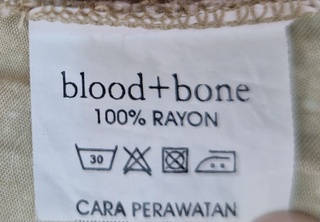 blood+bone
100% RAYON
30
CARA PERAWATAN